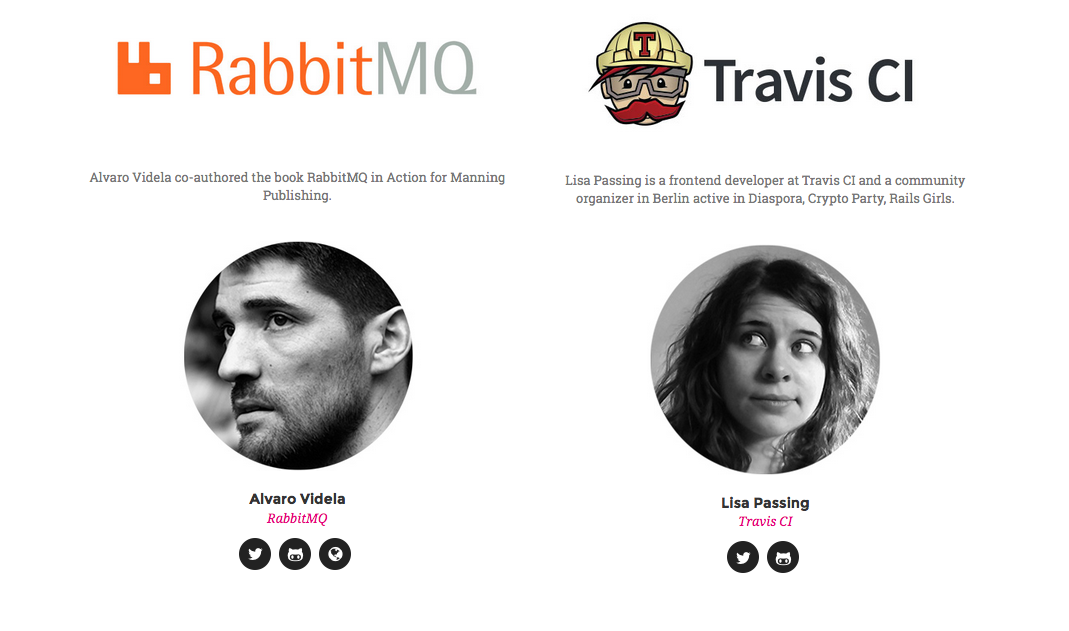 RabbitMQ
Alvaro Videla co-authored the book RabbitMQ in Action for Manning
Publishing.
Alvaro Videla
RabbitMQ
T
Travis CI
Lisa Passing is a frontend developer at Travis CI and a community
organizer in Berlin active in Diaspora, Crypto Party, Rails Girls.
Lisa Passing
Travis CI